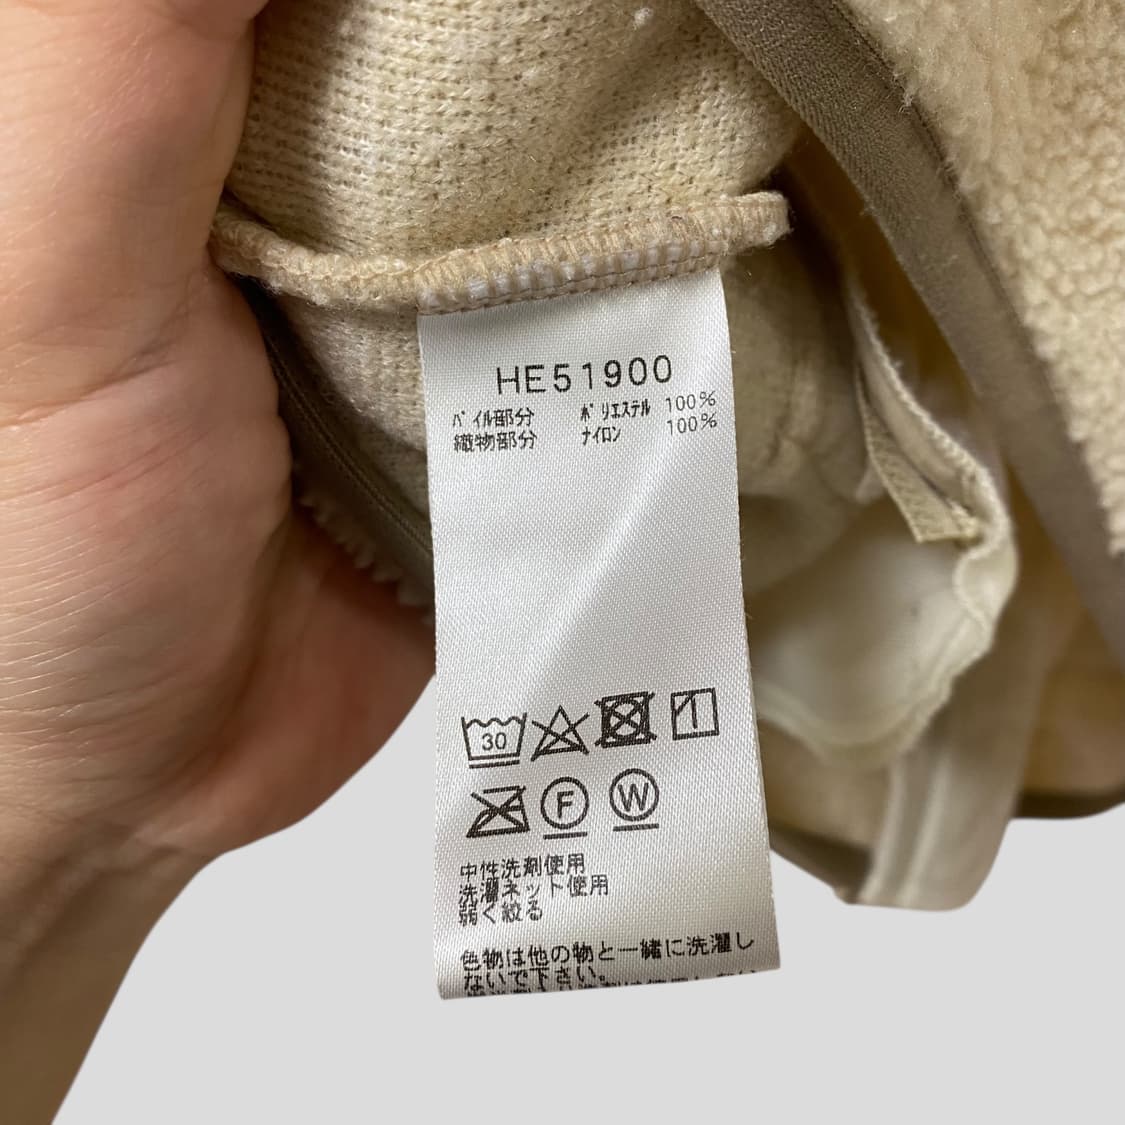 HE51900
パイル部分 ポリエステル 100%
織物部分 ナイロン 100%
30
F W
中性洗剤使用
洗濯ネット使用
弱く絞る
色物は他の物と一緒に洗濯し
ないで下さい。